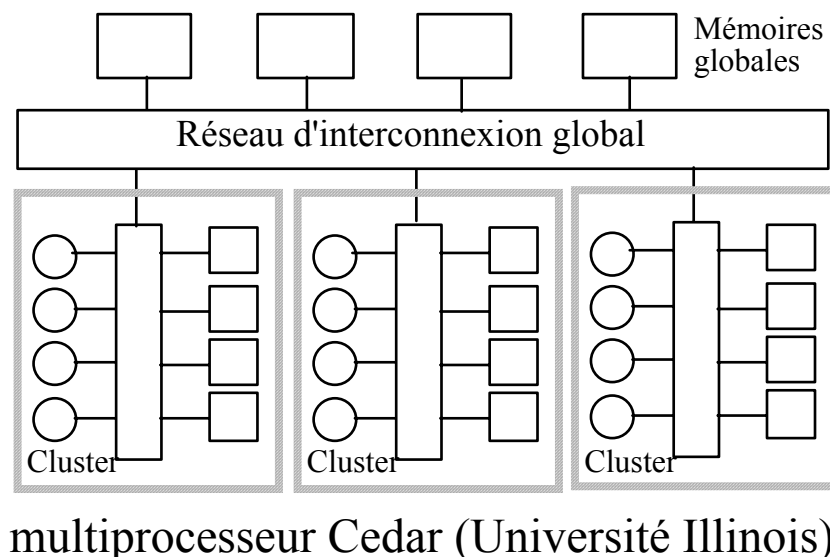 Mémoires
globales
Réseau d'interconnexion global
Cluster
Cluster
Cluster
multiprocesseur Cedar (Université Illinois)